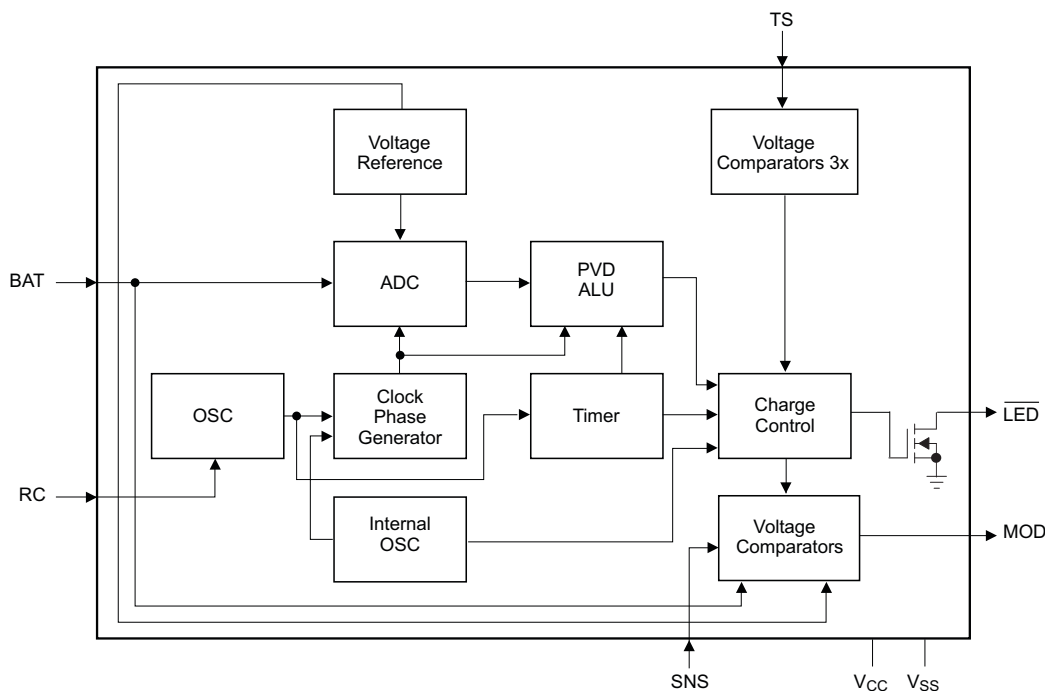 TS
Voltage
Reference
Voltage
Comparators 3x
BAT
ADC
PVD
ALU
OSC
Clock
Phase
Generator
Timer
Charge
Control
LED
RC
Internal
OSC
Voltage
Comparators
MOD
SNS
VCC
VSS